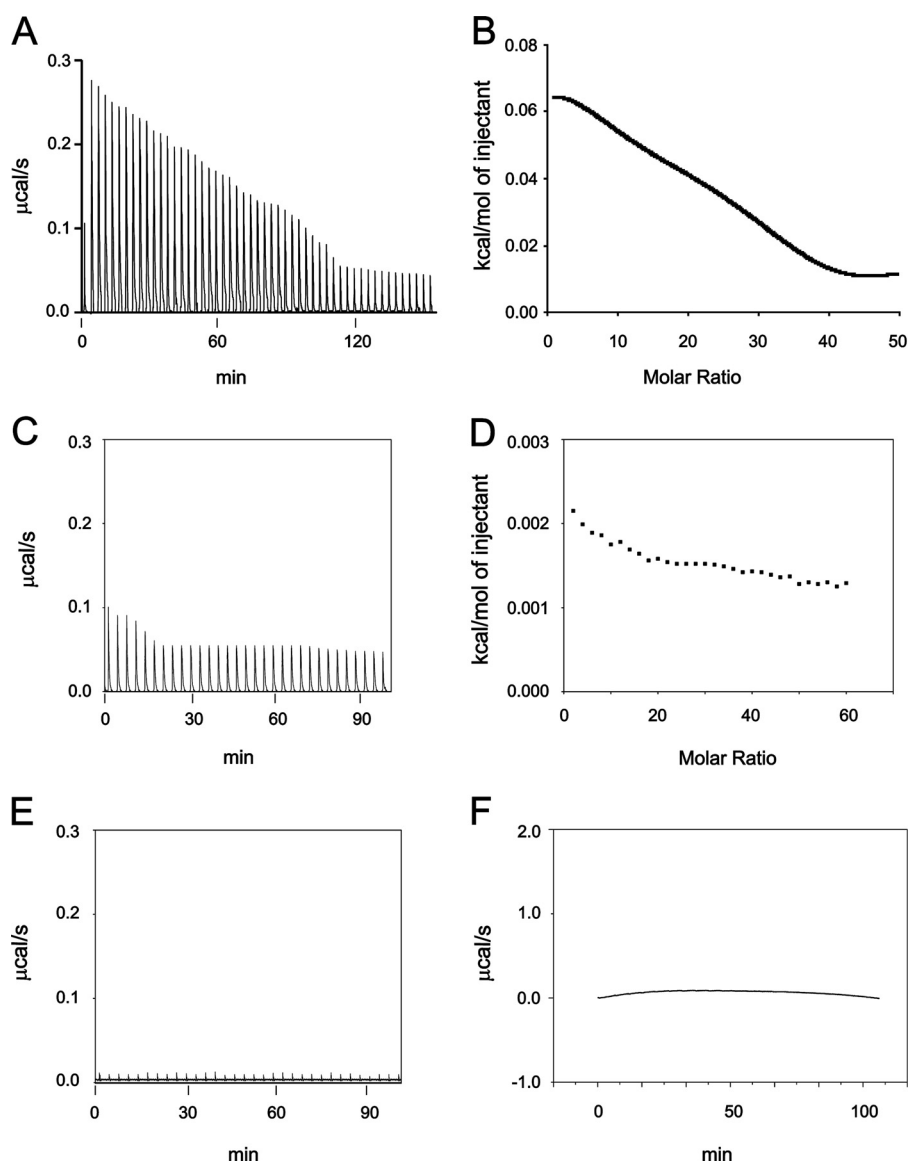 A
0.3
0.2
0.1
0.0
μcal/s
0
60
120
min
B
0.08
0.06
0.04
0.02
0.00
kcal/mol of injectant
0
10
20
30
40
50
Molar Ratio
C
0.3
0.2
0.1
0.0
μcal/s
0
30
60
90
min
D
0.003
0.002
0.001
0.000
kcal/mol of injectant
0
20
40
60
Molar Ratio
E
0.3
0.2
0.1
0.0
μcal/s
0
30
60
90
min
F
2.0
1.0
0.0
-1.0
μcal/s
0
50
100
min